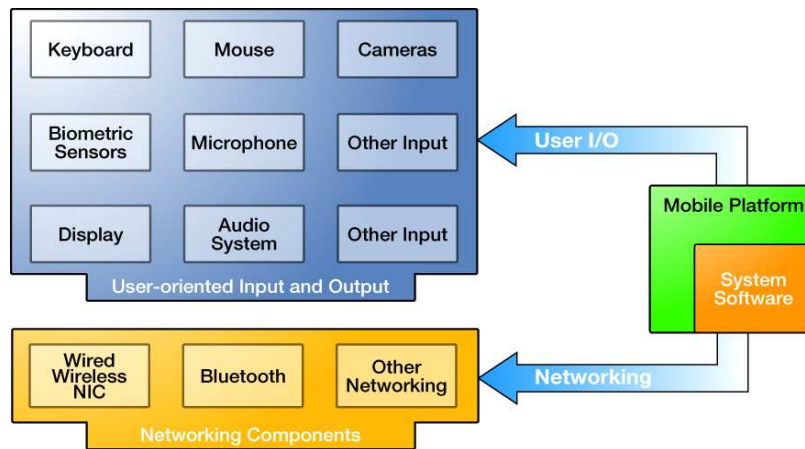 Keyboard
Mouse
Cameras
Biometric
Sensors
Microphone
Other Input
Display
Audio
System
Other Input
User-oriented Input and Output
User I/O
Mobile Platform
System
Software
Wired
Wireless
NIC
Bluetooth
Other
Networking
Networking Components
Networking